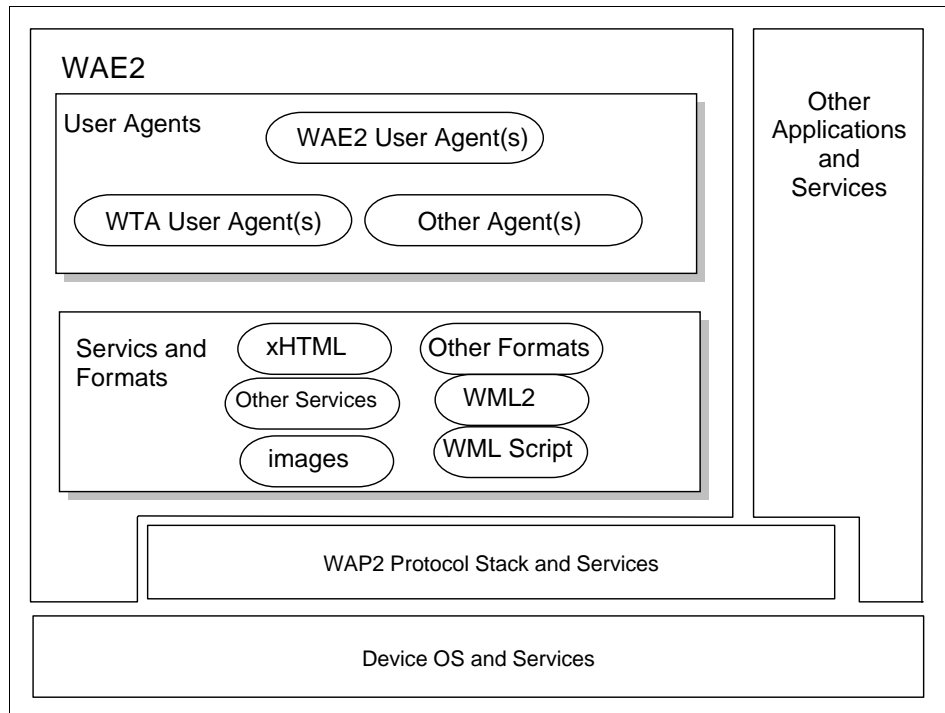 WAE2
User Agents
WAE2 User Agent(s)
WTA User Agent(s)
Other Agent(s)
Other
Applications
and
Services
Servics and
Formats
xHTML
Other Formats
Other Services
WML2
images
WML Script
WAP2 Protocol Stack and Services
Device OS and Services